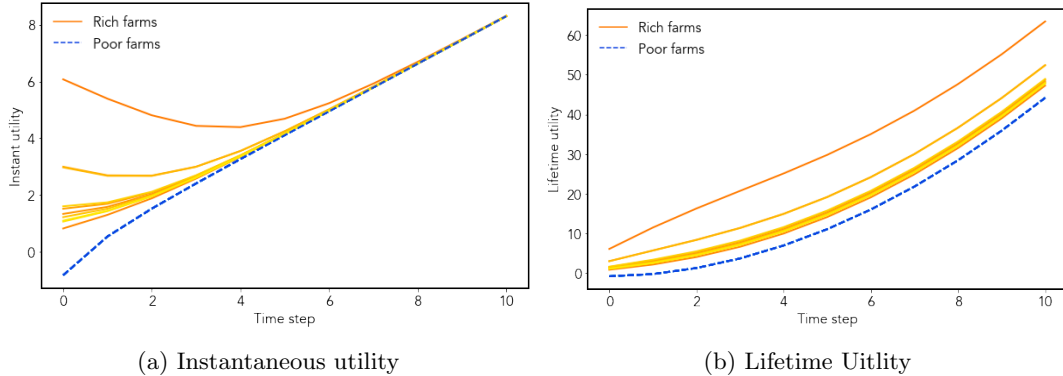 Rich farms
Poor farms
Instant utility
8
6
4
2
0
0 2 4 6 8 10
Time step
(a) Instantaneous utility
Rich farms
Poor farms
Lifetime utility
60
50
40
30
20
10
0
0 2 4 6 8 10
Time step
(b) Lifetime Uitlity